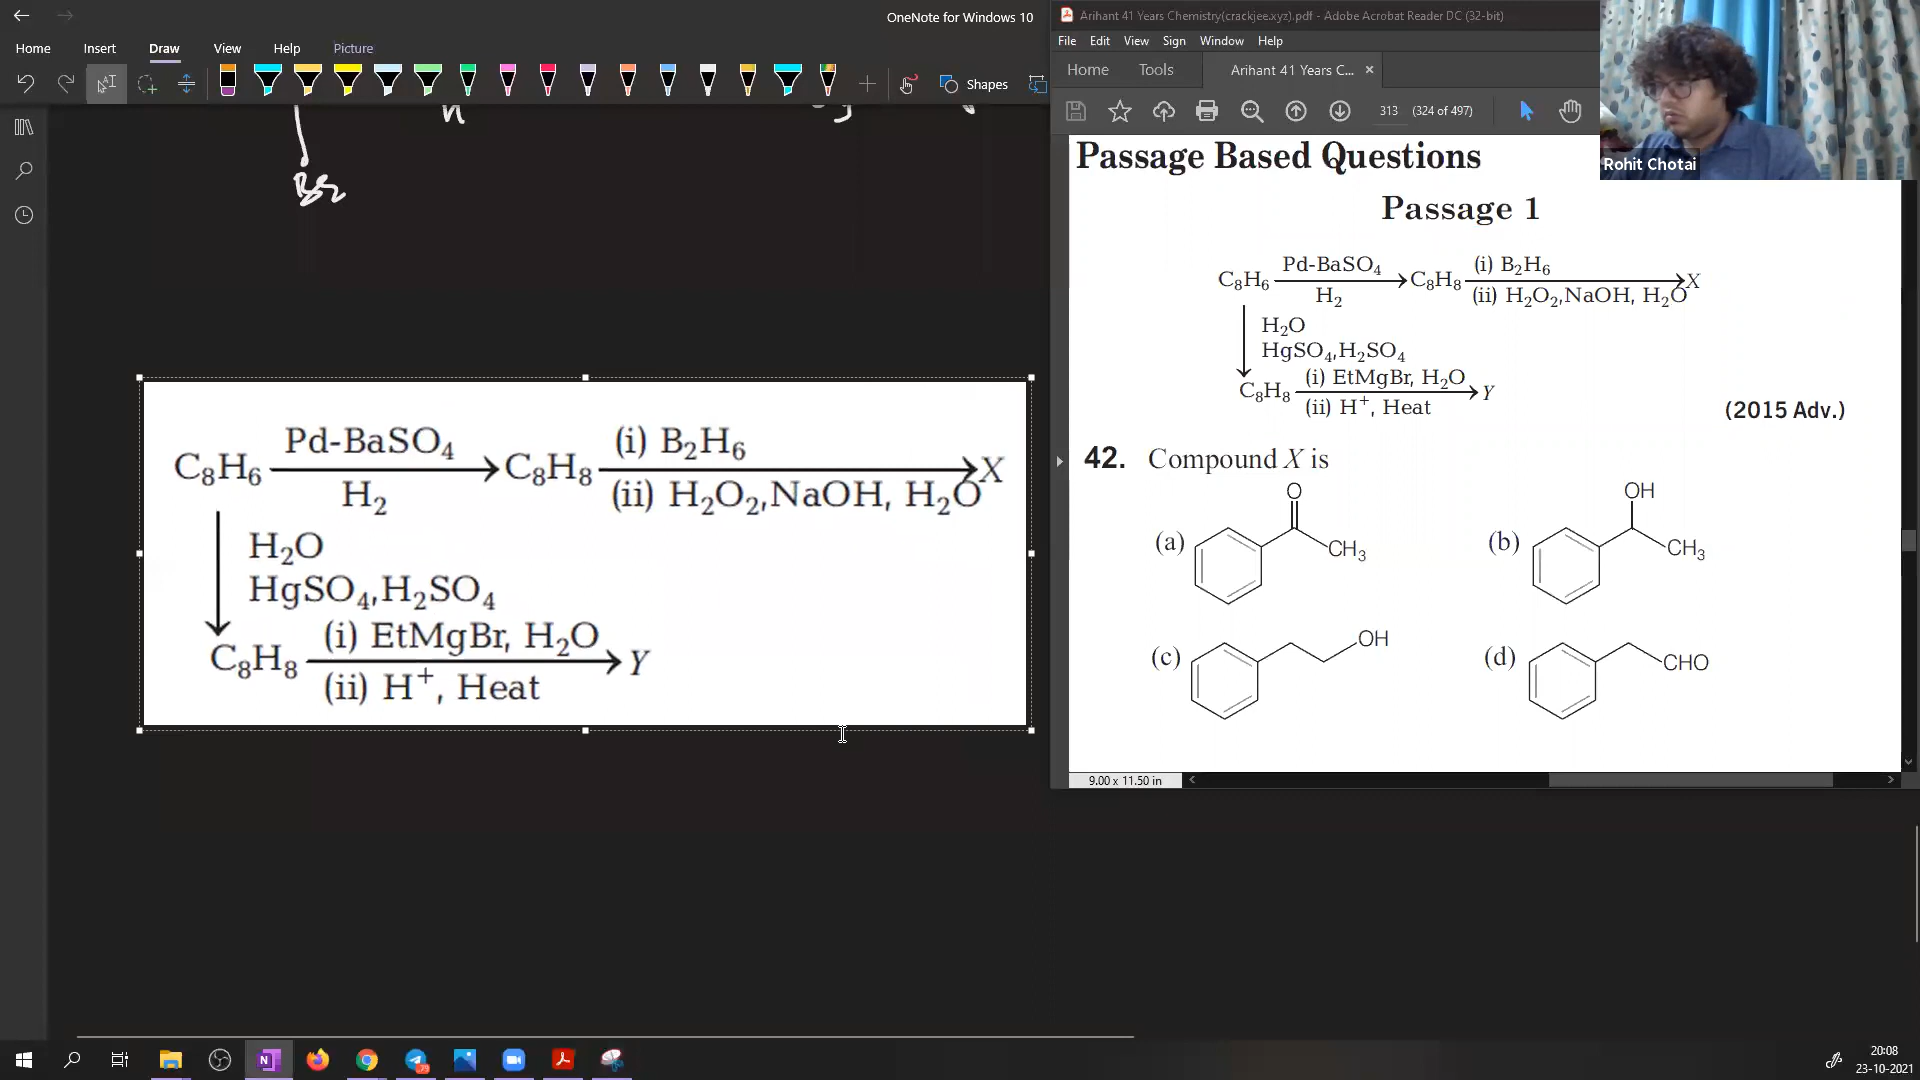 OneNote for Windows 10
Home Insert Draw View Help Picture
Shapes
Br
C₈H₆ Pd-BaSO₄ H₂ C₈H₈ (i) B₂H₆ (ii) H₂O₂,NaOH, H₂O X
H₂O
HgSO₄,H₂SO₄
C₈H₈ (i) EtMgBr, H₂O (ii) H⁺, Heat Y
Arihant 41 Years Chemistry(crackjee.xyz).pdf - Adobe Acrobat Reader DC (32-bit)
File Edit View Sign Window Help
Home Tools Arihant 41 Years C... ×
313 (324 of 497)
Rohit Chotai
Passage Based Questions
Passage 1
C₈H₆ Pd-BaSO₄ H₂ C₈H₈ (i) B₂H₆ (ii) H₂O₂,NaOH, H₂O X
H₂O
HgSO₄,H₂SO₄
C₈H₈ (i) EtMgBr, H₂O (ii) H⁺, Heat Y
(2015 Adv.)
42. Compound X is
(a) O CH₃ (b) OH CH₃
(c) OH (d) CHO
9.00 x 11.50 in
20:08
23-10-2021